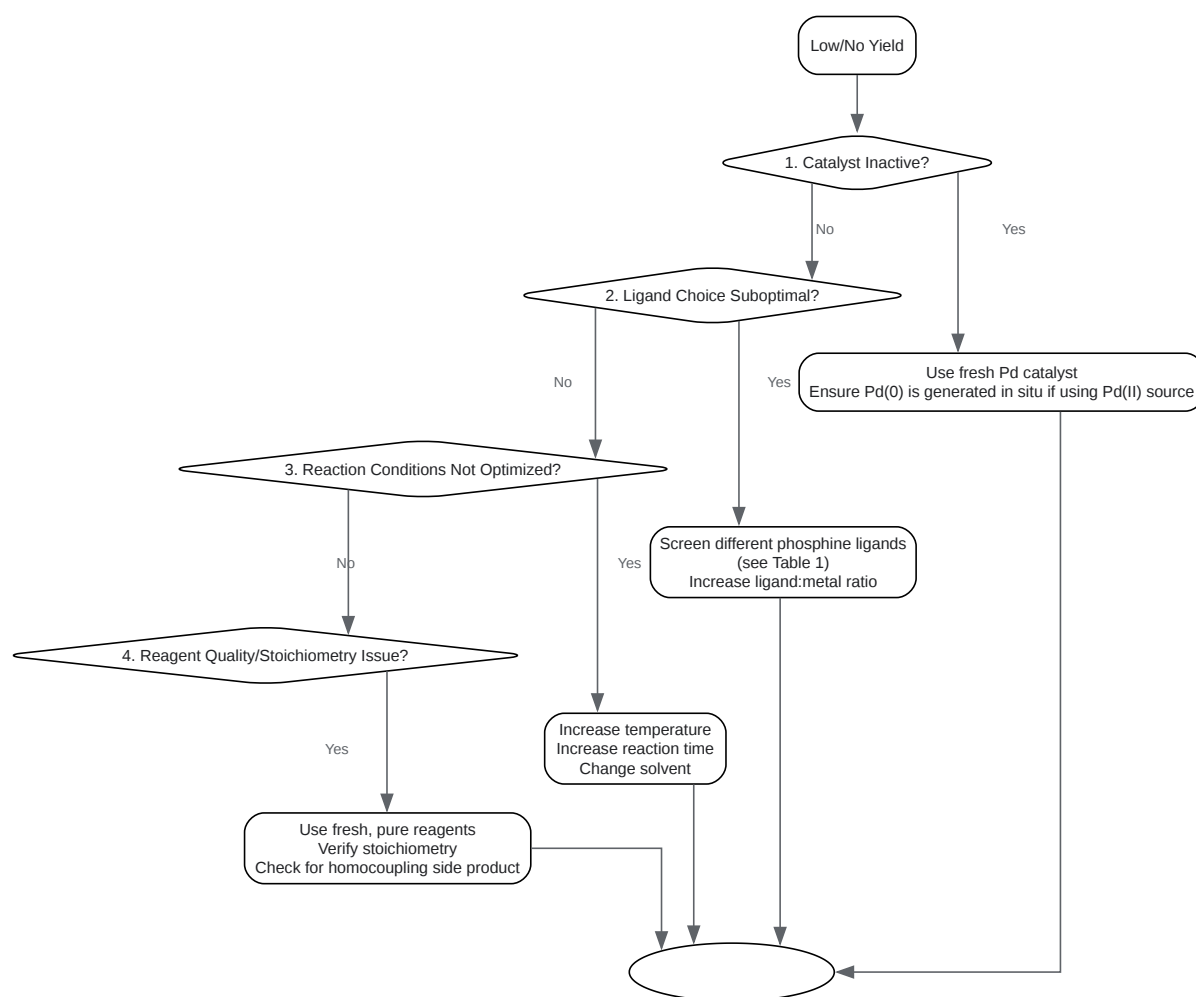 Low/No Yield
1. Catalyst Inactive?
No
Yes
2. Ligand Choice Suboptimal?
No
Yes
Use fresh Pd catalyst
Ensure Pd(0) is generated in situ if using Pd(II) source
3. Reaction Conditions Not Optimized?
No
Yes
Screen different phosphine ligands
(see Table 1)
Increase ligand:metal ratio
4. Reagent Quality/Stoichiometry Issue?
Yes
Increase temperature
Increase reaction time
Change solvent
Use fresh, pure reagents
Verify stoichiometry
Check for homocoupling side product